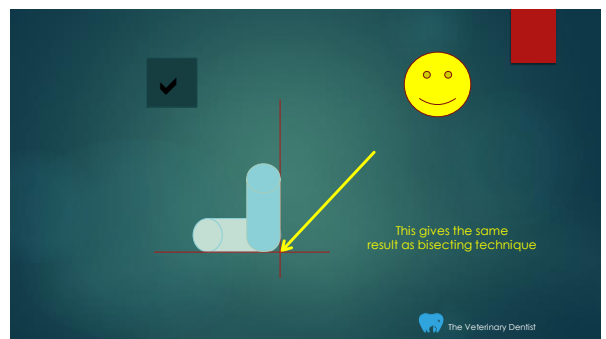 This gives the same
result as bisecting technique
The Veterinary Dentist